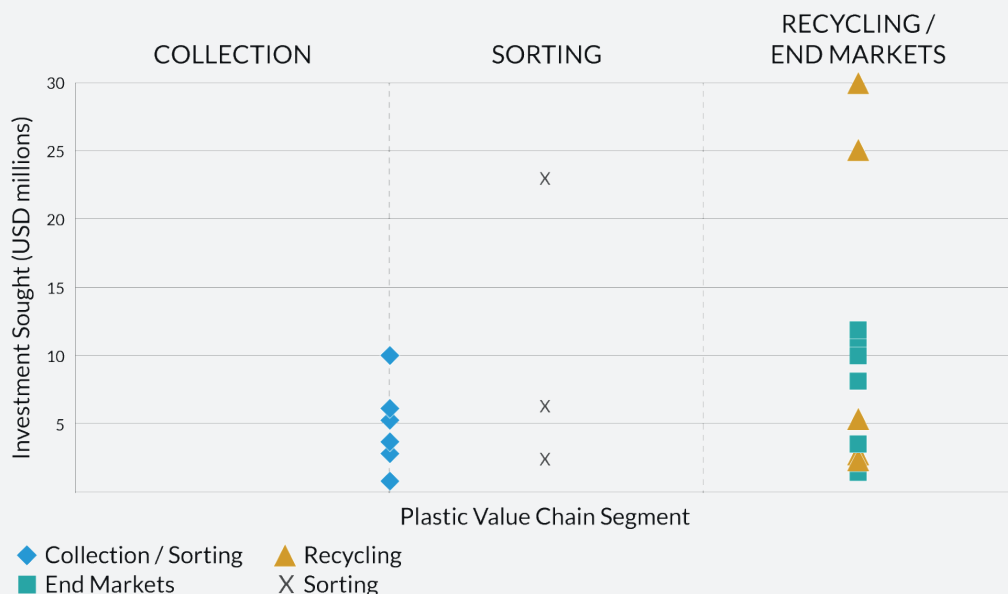 COLLECTION
SORTING
RECYCLING /
END MARKETS
Investment Sought (USD millions)
30
25
20
15
10
5
X
X
X
Plastic Value Chain Segment
Collection / Sorting
Recycling
End Markets
X Sorting